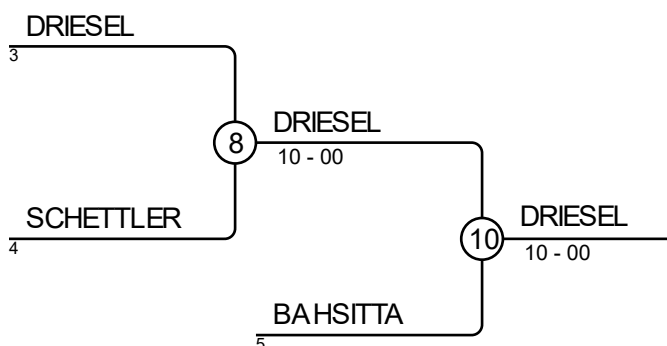 DRIESEL
3
8
DRIESEL
10 - 00
SCHETTLER
4
10
DRIESEL
10 - 00
BAHSITTA
5